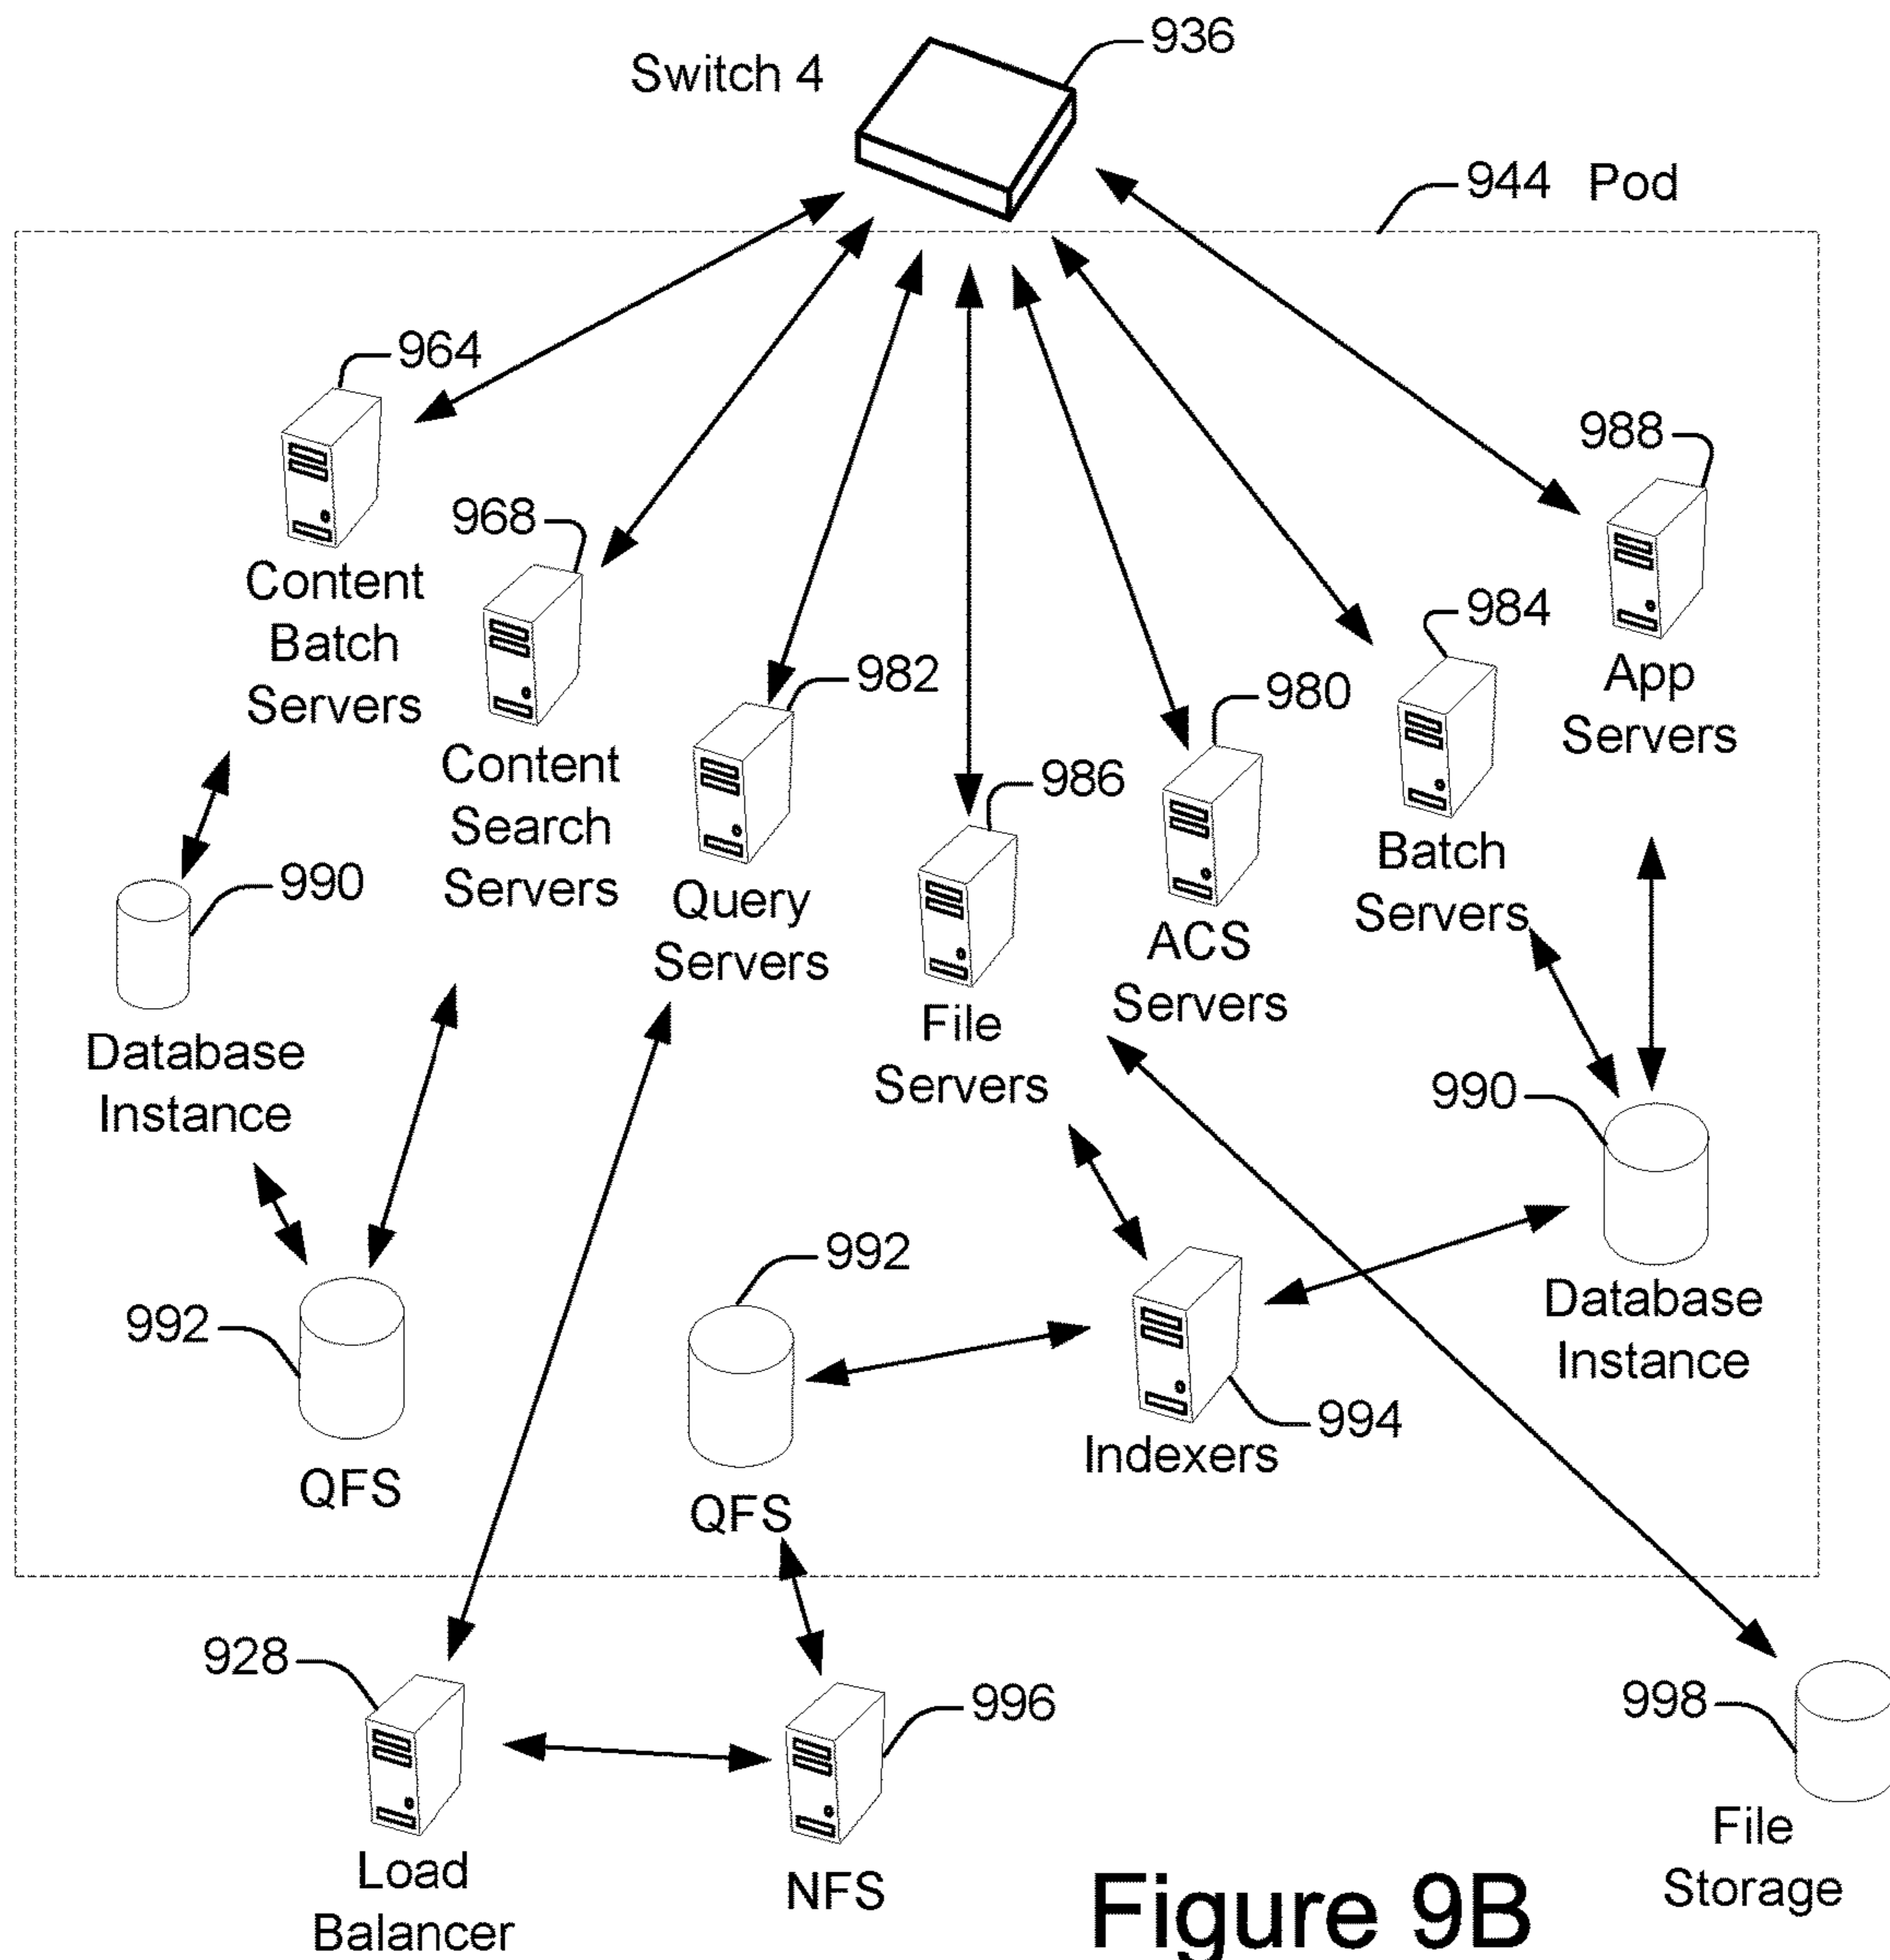 936
Switch 4
944 Pod
964
988
968
Content
Batch
Servers
984
982
980
App
Servers
Content
Search
Servers
986
Batch
Servers
990
Query
Servers
ACS
Servers
File
Servers
Database
Instance
990
992
992
Database
Instance
994
Indexers
QFS
QFS
928
996
998
File
Storage
Load
Balancer
NFS
Figure 9B